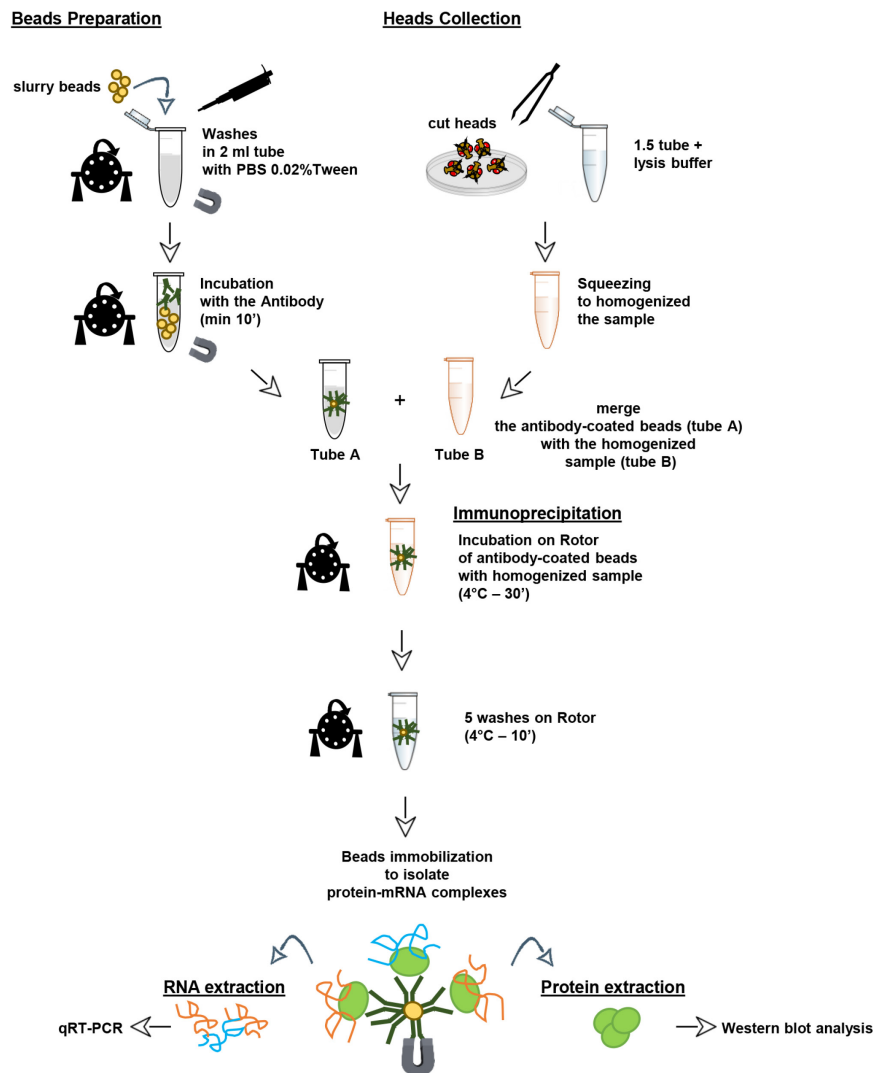 Beads Preparation
Heads Collection
slurry beads
Washes
in 2 ml tube
with PBS 0.02%Tween
cut heads
1.5 tube +
lysis buffer
Incubation
with the Antibody
(min 10’)
Squeezing
to homogenized
the sample
+
Tube A
Tube B
merge
the antibody-coated beads (tube A)
with the homogenized
sample (tube B)
Immunoprecipitation
Incubation on Rotor
of antibody-coated beads
with homogenized sample
(4°C – 30’)
5 washes on Rotor
(4°C – 10’)
Beads immobilization
to isolate
protein-mRNA complexes
RNA extraction
Protein extraction
qRT-PCR
Western blot analysis